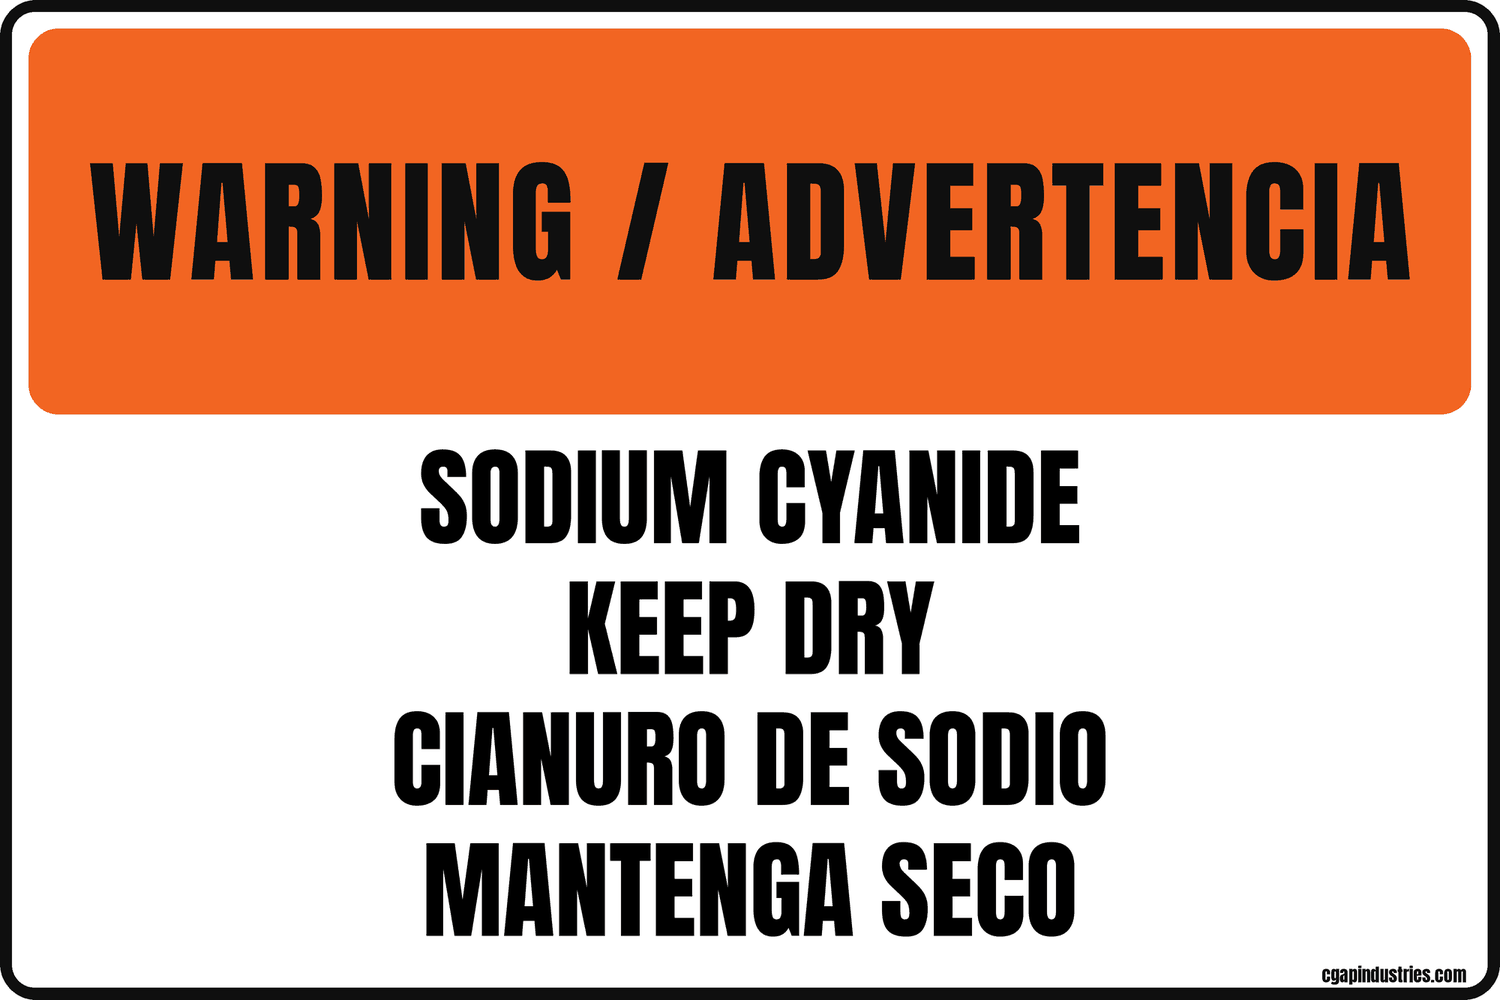 WARNING / ADVERTENCIA
SODIUM CYANIDE
KEEP DRY
CIANURO DE SODIO
MANTENGA SECO
cgapindustries.com